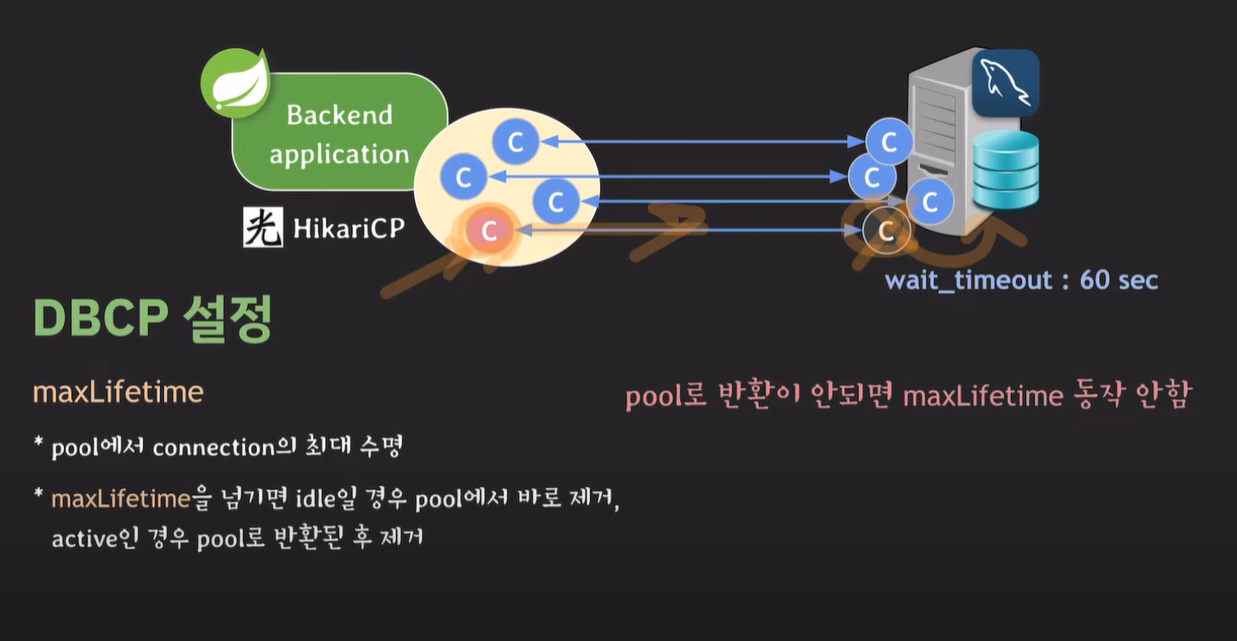 Backend
application
C
C
C
C
C
C
C
C
光 HikariCP
wait_timeout : 60 sec
DBCP 설정
maxLifetime
pool로 반환이 안되면 maxLifetime 동작 안함
* pool에서 connection의 최대 수명
* maxLifetime을 넘기면 idle일 경우 pool에서 바로 제거,
active인 경우 pool로 반환된 후 제거